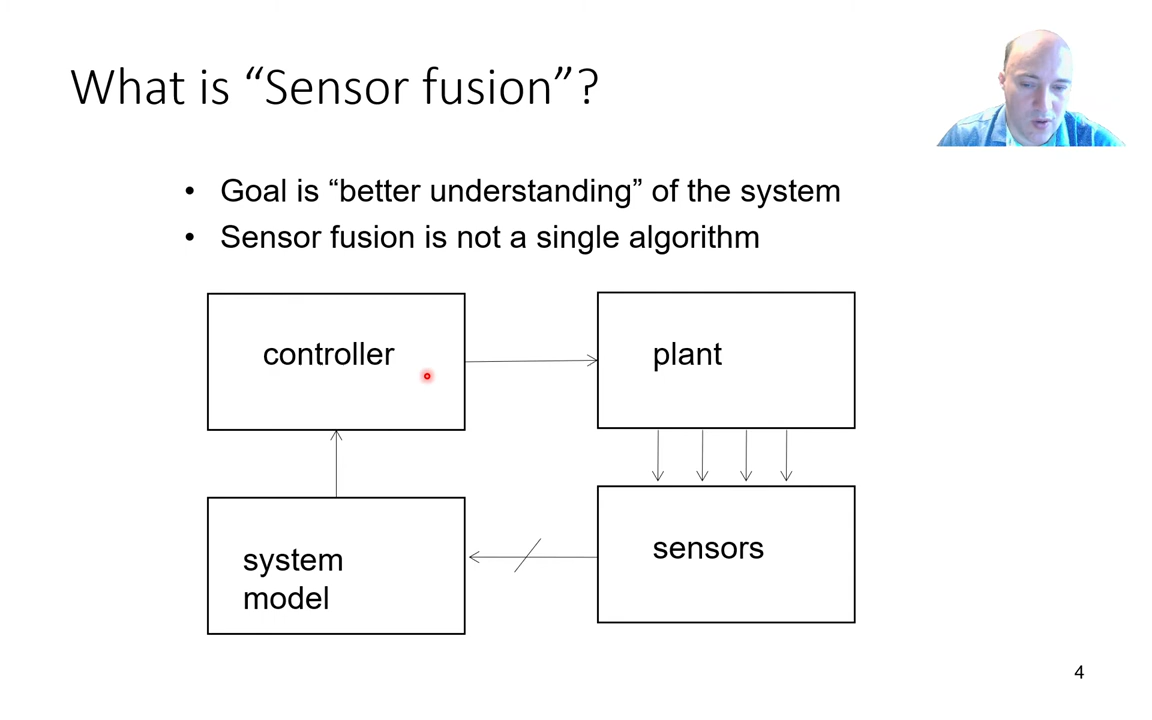 What is “Sensor fusion”?
• Goal is “better understanding” of the system
• Sensor fusion is not a single algorithm
controller
plant
system
model
sensors
4